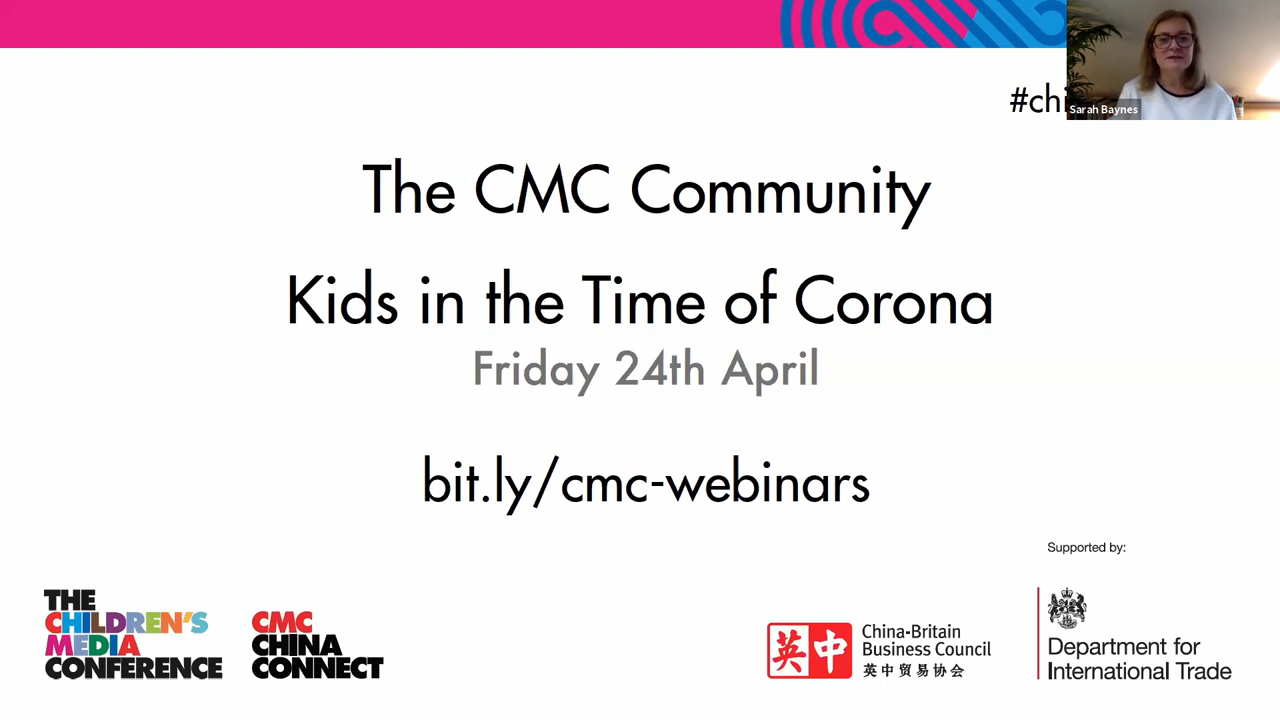 #chi
Sarah Baynes
The CMC Community
Kids in the Time of Corona
Friday 24th April
bit.ly/cmc-webinars
Supported by:
THE
CHILDREN'S
MEDIA
CONFERENCE
CMC
CHINA
CONNECT
英中
China-Britain
Business Council
英中贸易协会
Department for
International Trade